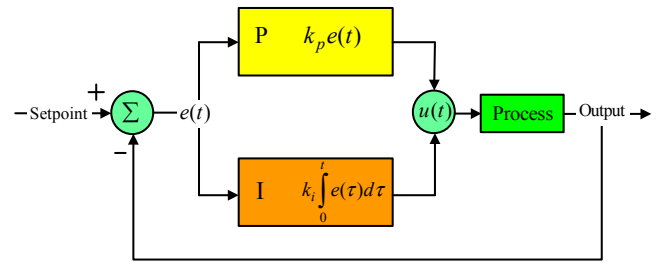 P k_p e(t)
+
Setpoint
Σ
e(t)
u(t)
Process
Output
−
I k_i ∫_0^t e(τ)dτ